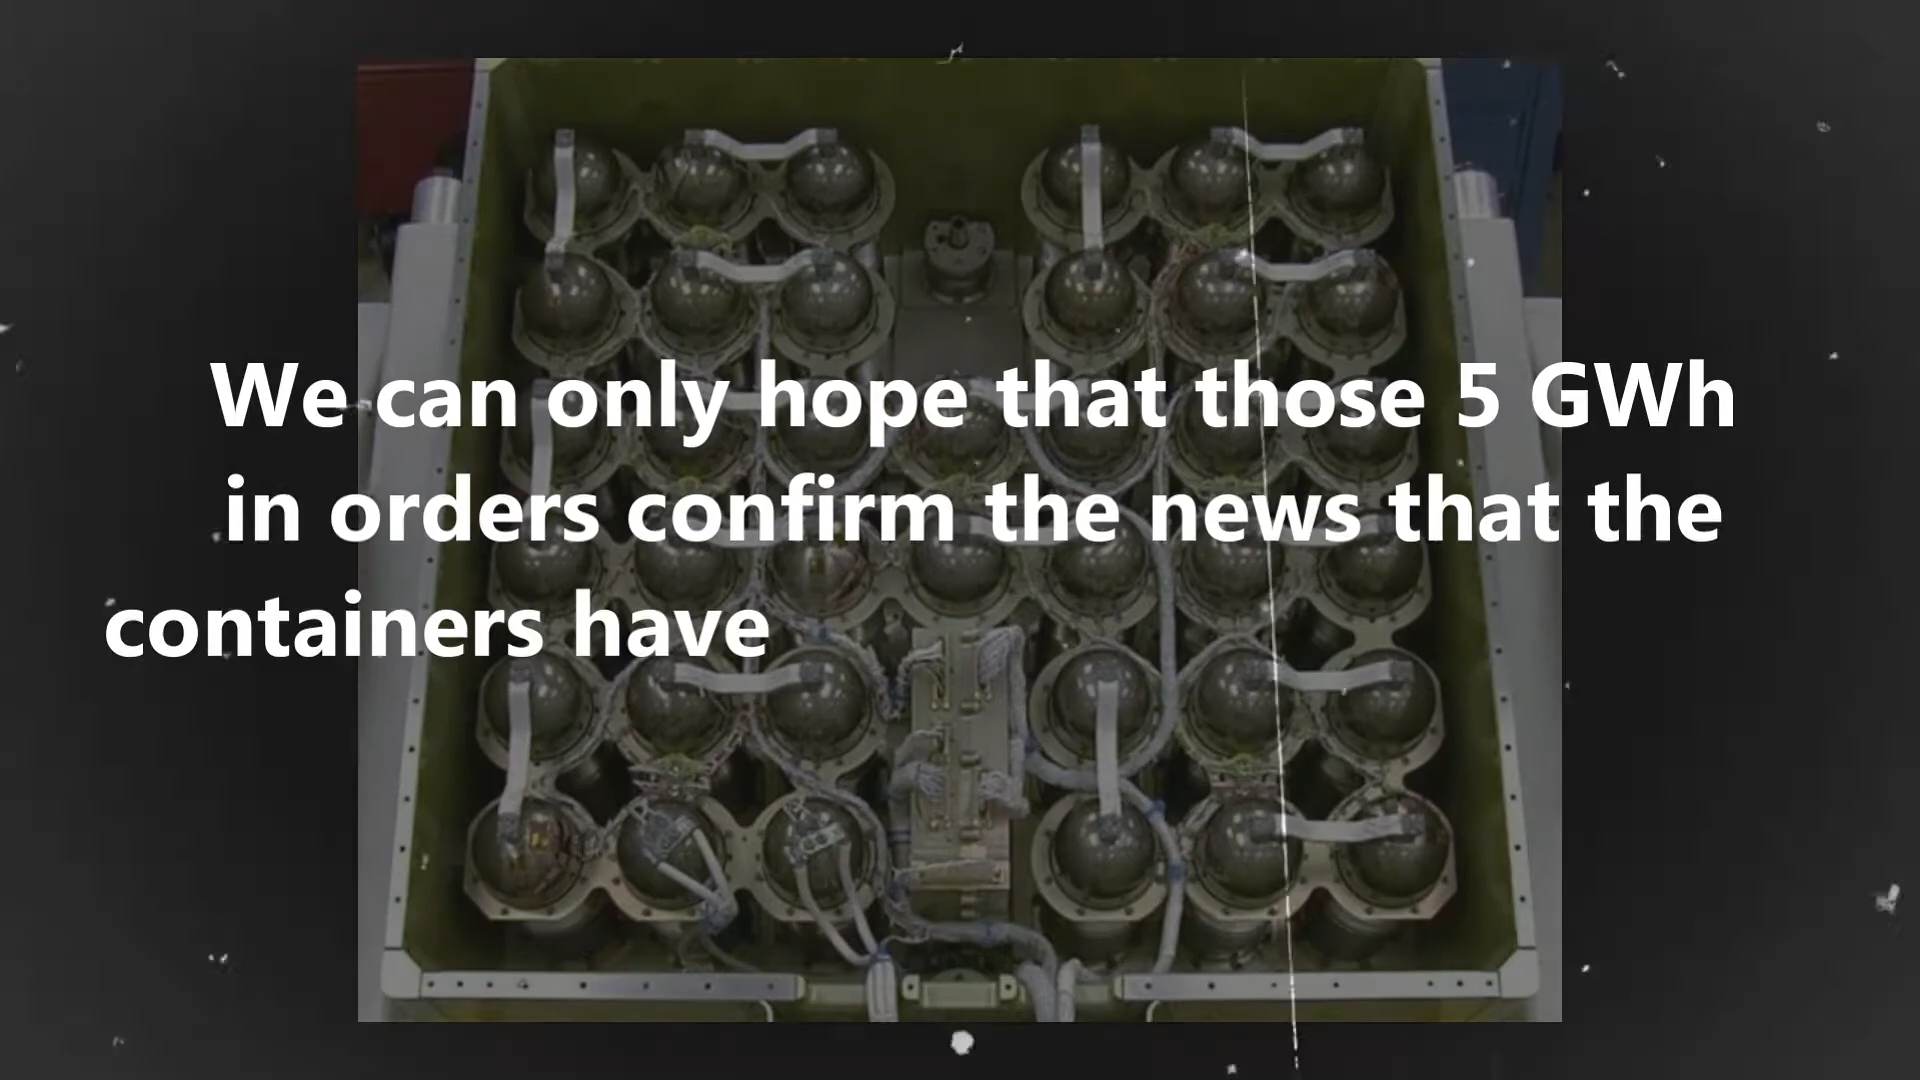 We can only hope that those 5 GWh
in orders confirm the news that the
containers have